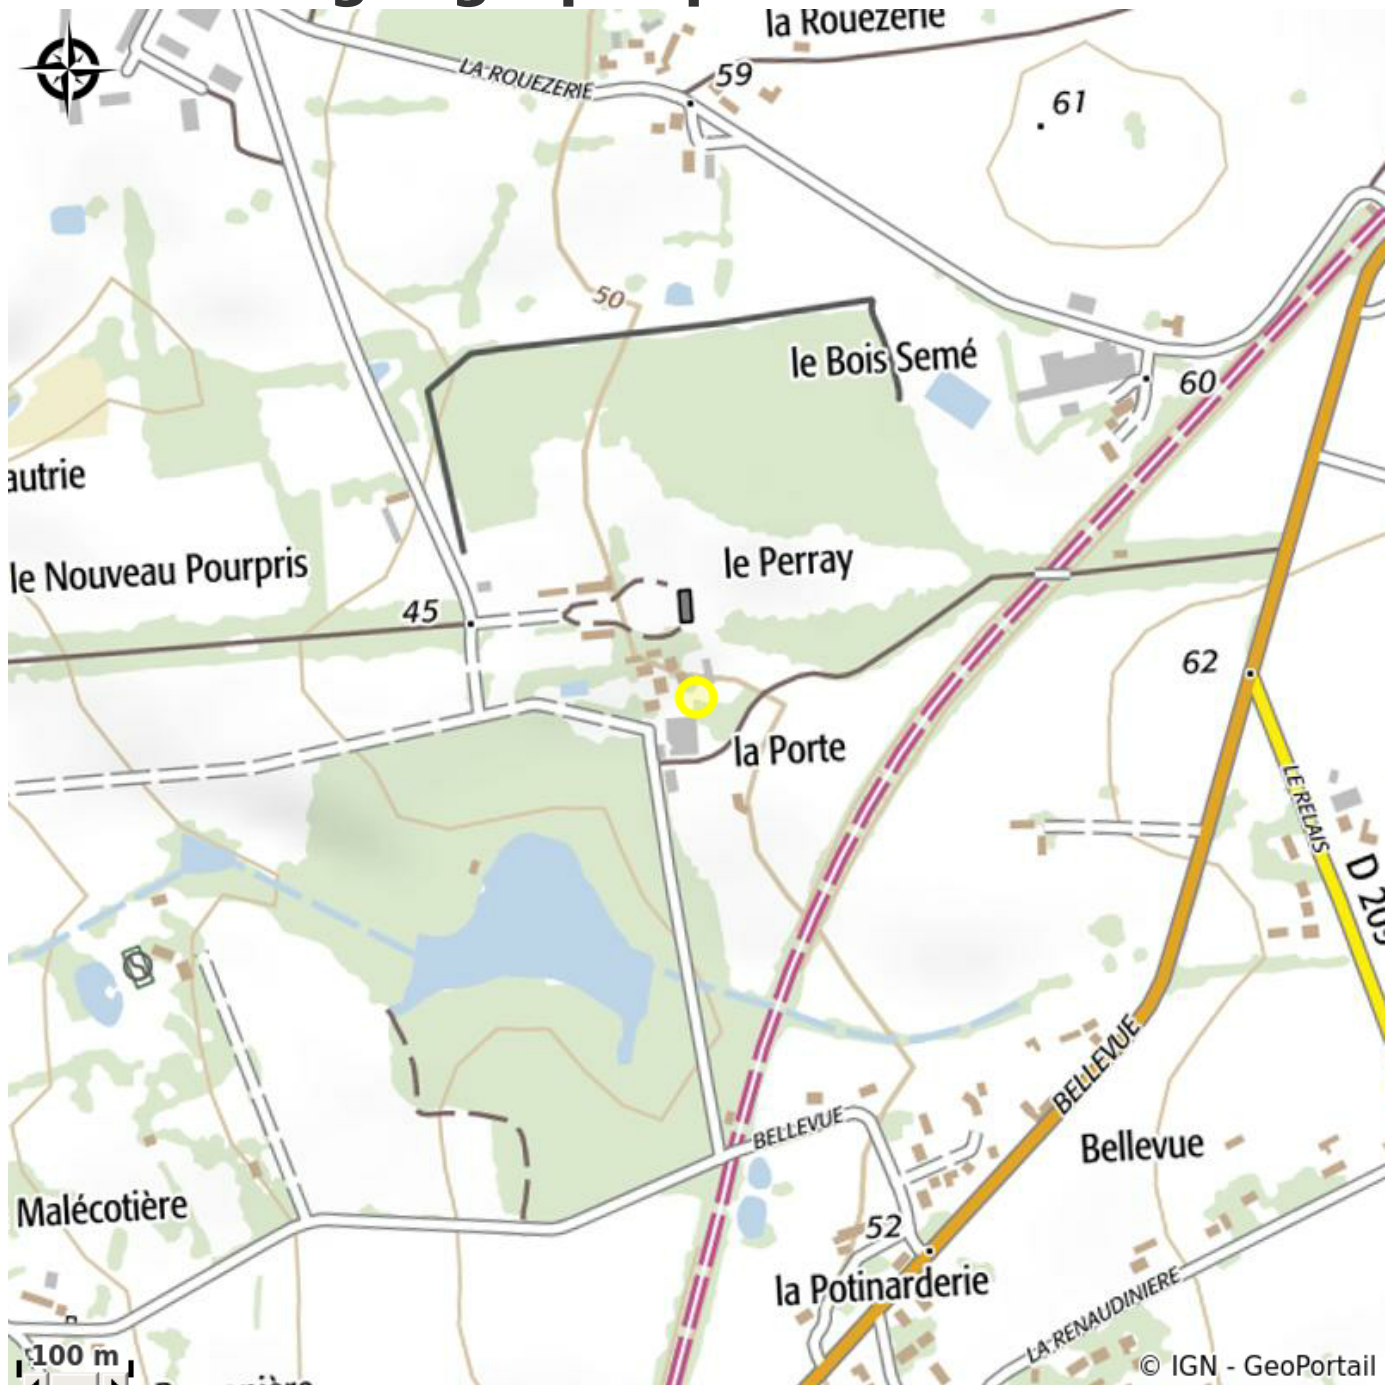 la Rouezerie
LA ROUEZERIE
59
61
50
le Bois Semé
60
autrie
le Perray
le Nouveau Pourpris
45
62
la Porte
LE RELAIS
D 205
BELLEVUE
BELLEVUE
Bellevue
Malécotière
52
la Potinarderie
LA RENAUDINIERE
100 m
© IGN - GeoPortail